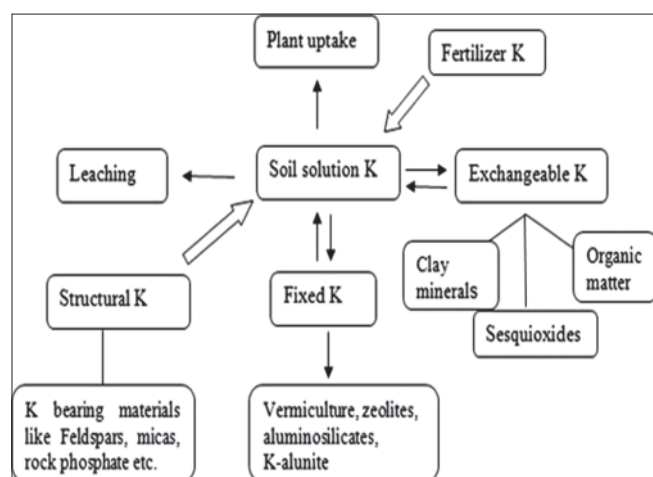 Plant uptake
Fertilizer K
Leaching
Soil solution K
Exchangeable K
Clay
minerals
Organic
matter
Sesquioxides
Structural K
Fixed K
K bearing materials
like Feldspars, micas,
rock phosphate etc.
Vermiculture, zeolites,
aluminosilicates,
K-alunite